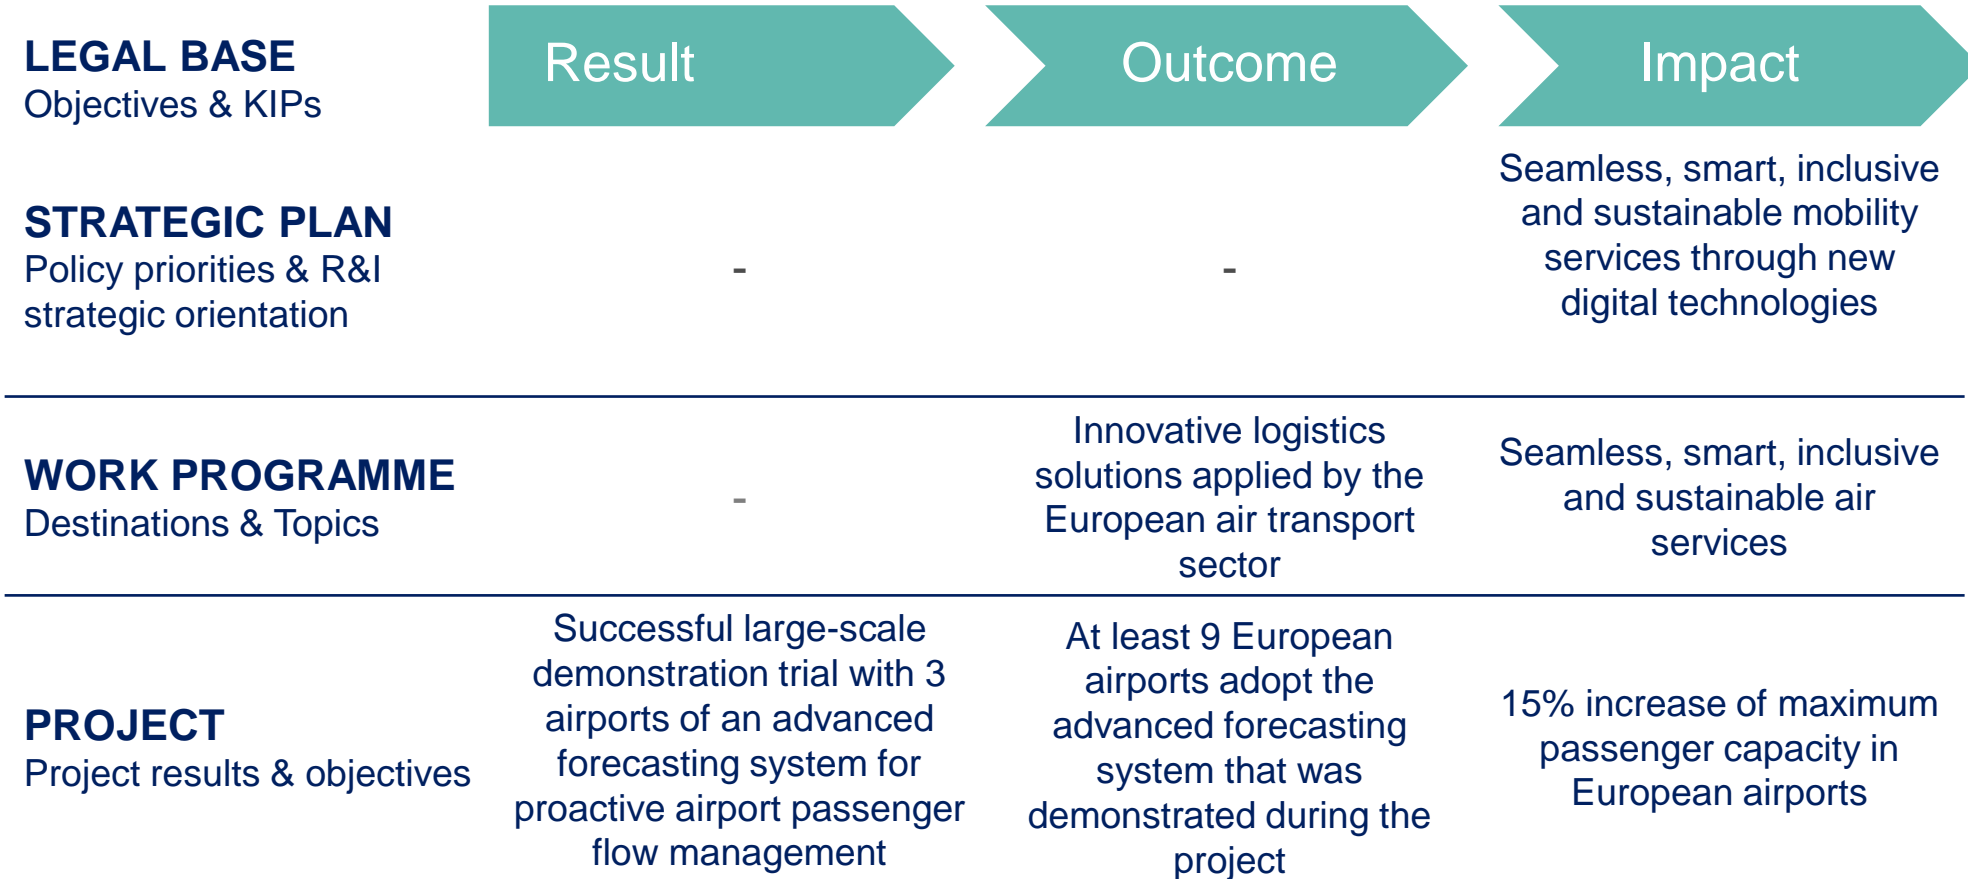 LEGAL BASE
Objectives & KIPs
Result
Outcome
Impact
STRATEGIC PLAN
Policy priorities & R&I
strategic orientation
-
-
Seamless, smart, inclusive
and sustainable mobility
services through new
digital technologies
WORK PROGRAMME
Destinations & Topics
-
Innovative logistics
solutions applied by the
European air transport
sector
Seamless, smart, inclusive
and sustainable air
services
PROJECT
Project results & objectives
Successful large-scale
demonstration trial with 3
airports of an advanced
forecasting system for
proactive airport passenger
flow management
At least 9 European
airports adopt the
advanced forecasting
system that was
demonstrated during the
project
15% increase of maximum
passenger capacity in
European airports